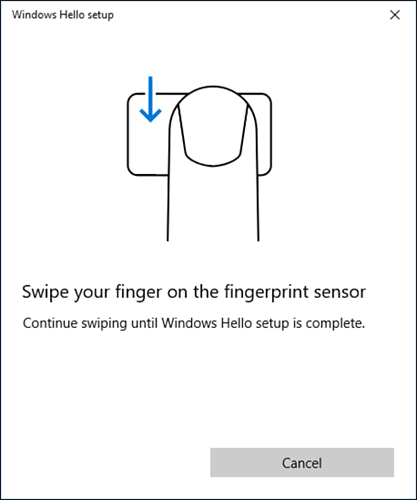 Windows Hello setup
Swipe your finger on the fingerprint sensor
Continue swiping until Windows Hello setup is complete.
Cancel